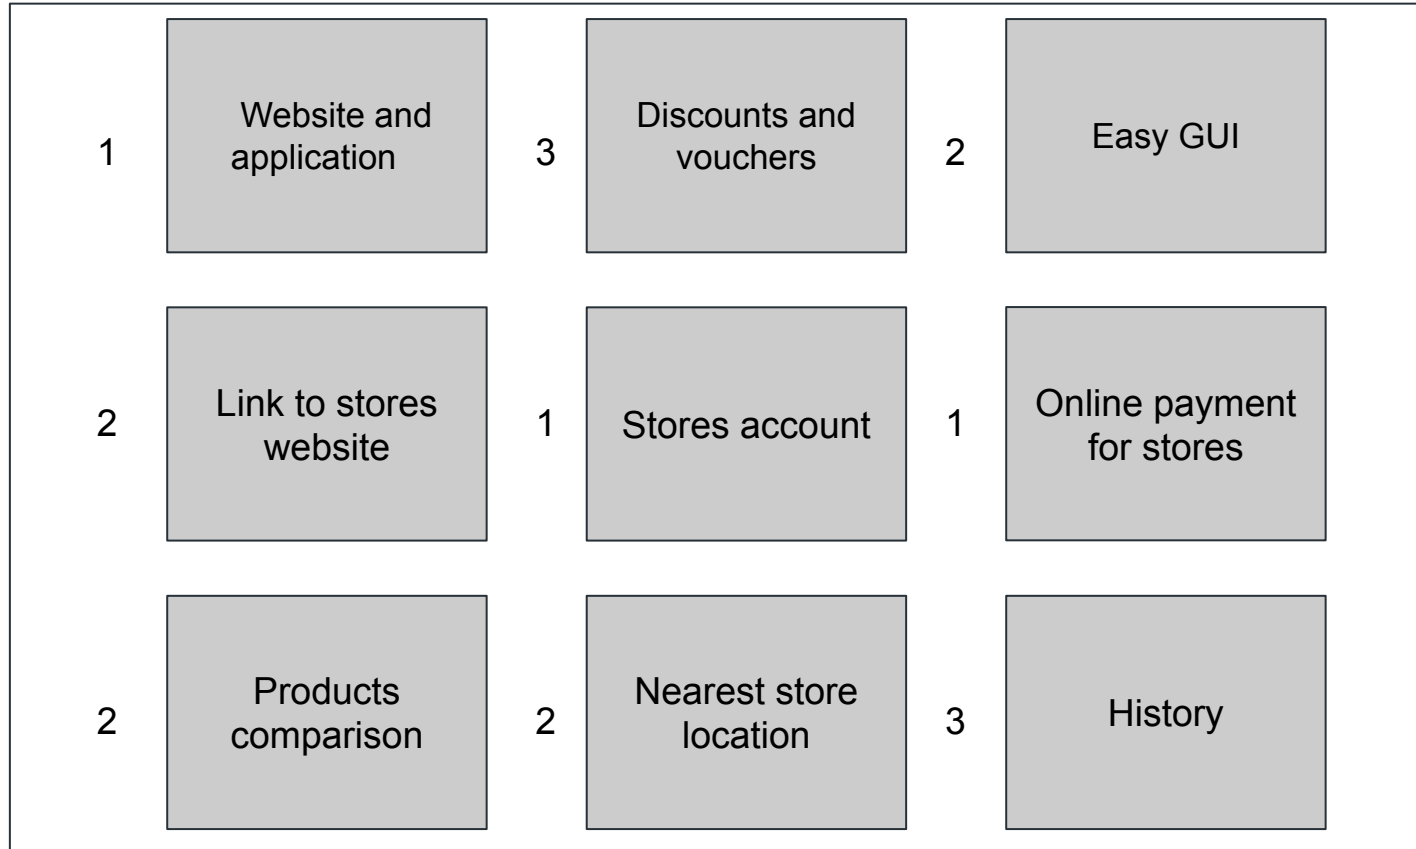 1
Website and
application
3
Discounts and
vouchers
2
Easy GUI
2
Link to stores
website
1
Stores account
1
Online payment
for stores
2
Products
comparison
2
Nearest store
location
3
History